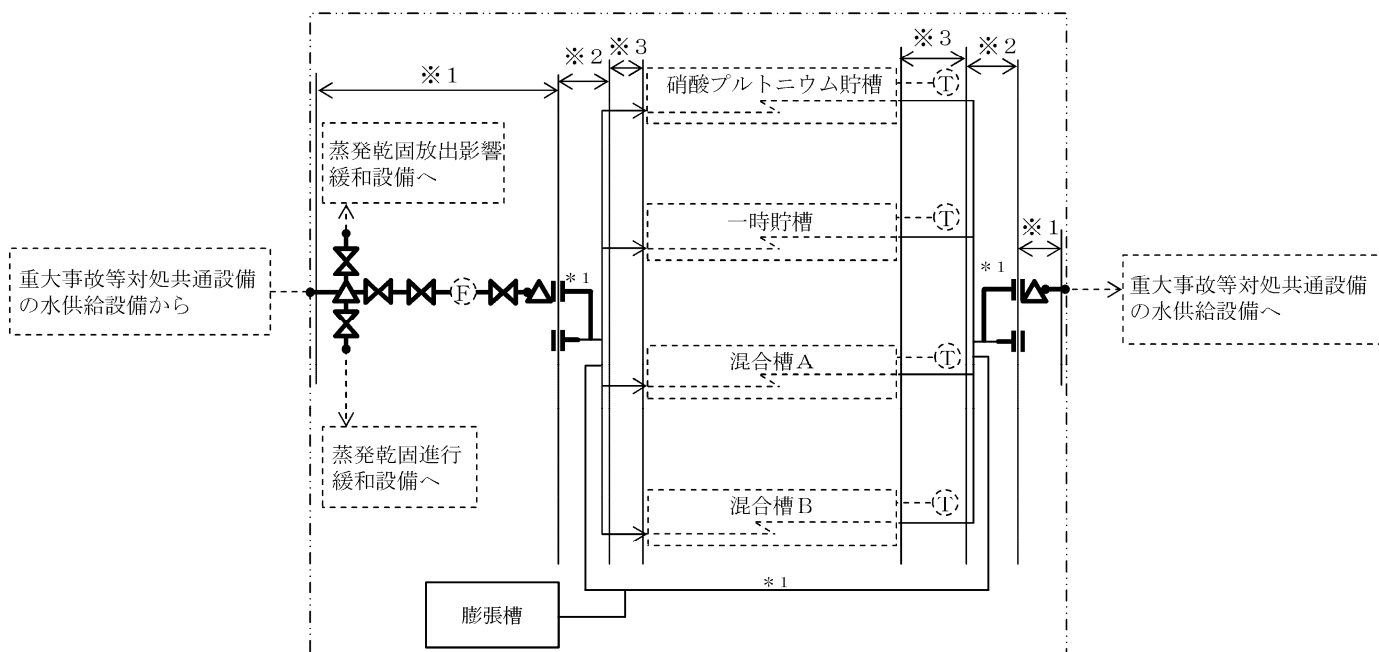 ※1
※2
※3
※3
※2
硝酸プルトニウム貯槽
T
蒸発乾固放出影響
緩和設備へ
一時貯槽
T
※1
重大事故等対処共通設備
の水供給設備から
F
*1
*1
重大事故等対処共通設備
の水供給設備へ
混合槽A
T
蒸発乾固進行
緩和設備へ
混合槽B
T
*1
膨張槽